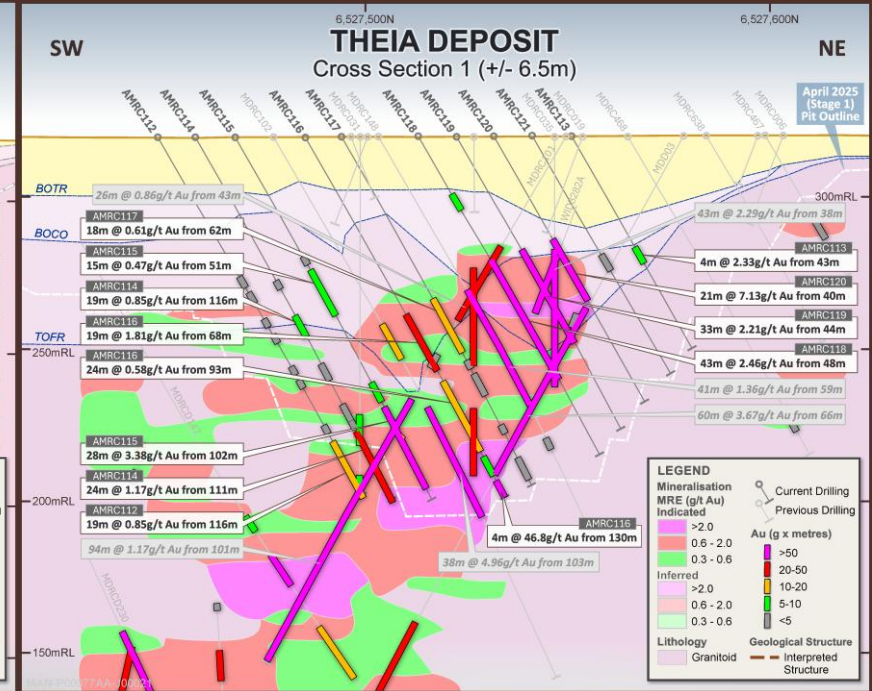 6,527,500N
6,527,600N
SW
THEIA DEPOSIT
NE
Cross Section 1 (+/- 6.5m)
April 2025
(Stage 1)
Pit Outline
AMRC112
AMRC114
AMRC115
MDRC102
AMRC116
AMRC117
MDRC031
MDRC148
AMRC118
AMRC119
AMRC120
AMRC121
MDRC035
AMRC113
MDRC019
MDRC468
MDD03
MDRC638
MDRC467
MDRC101
BOTR
300mRL
26m @ 0.86g/t Au from 43m
43m @ 2.29g/t Au from 38m
AMRC117
18m @ 0.61g/t Au from 62m
BOCO
AMRC113
4m @ 2.33g/t Au from 43m
AMRC115
15m @ 0.47g/t Au from 51m
AMRC120
21m @ 7.13g/t Au from 40m
AMRC114
19m @ 0.85g/t Au from 116m
AMRC119
33m @ 2.21g/t Au from 44m
AMRC116
19m @ 1.81g/t Au from 68m
TOFR
AMRC118
43m @ 2.46g/t Au from 48m
250mRL
AMRC116
24m @ 0.58g/t Au from 93m
41m @ 1.36g/t Au from 59m
60m @ 3.67g/t Au from 66m
AMRC115
28m @ 3.38g/t Au from 102m
AMRC114
24m @ 1.17g/t Au from 111m
200mRL
AMRC112
19m @ 0.85g/t Au from 116m
AMRC116
4m @ 46.8g/t Au from 130m
94m @ 1.17g/t Au from 101m
38m @ 4.96g/t Au from 103m
MDRCD230
150mRL
LEGEND
Mineralisation
MRE (g/t Au)
Indicated
>2.0
0.6 - 2.0
0.3 - 0.6
Inferred
>2.0
0.6 - 2.0
0.3 - 0.6
Lithology
Granitoid
Current Drilling
Previous Drilling
Au (g x metres)
>50
20-50
10-20
5-10
<5
Geological Structure
Interpreted
Structure